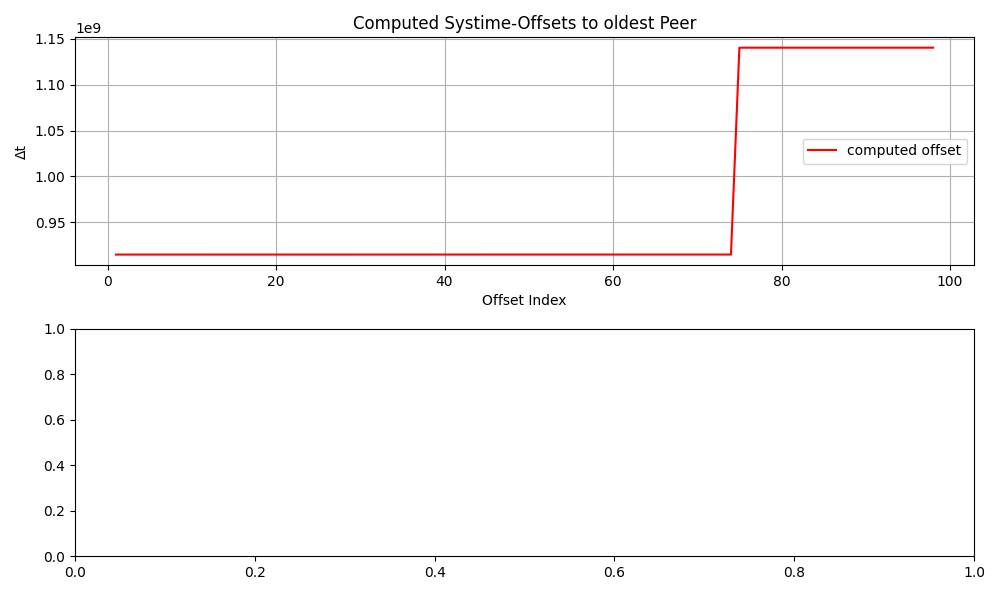 Computed Systime-Offsets to oldest Peer
1e9
1.15
1.10
1.05
1.00
0.95
Δt
computed offset
0 20 40 60 80 100
Offset Index
1.0
0.8
0.6
0.4
0.2
0.0
0.0 0.2 0.4 0.6 0.8 1.0